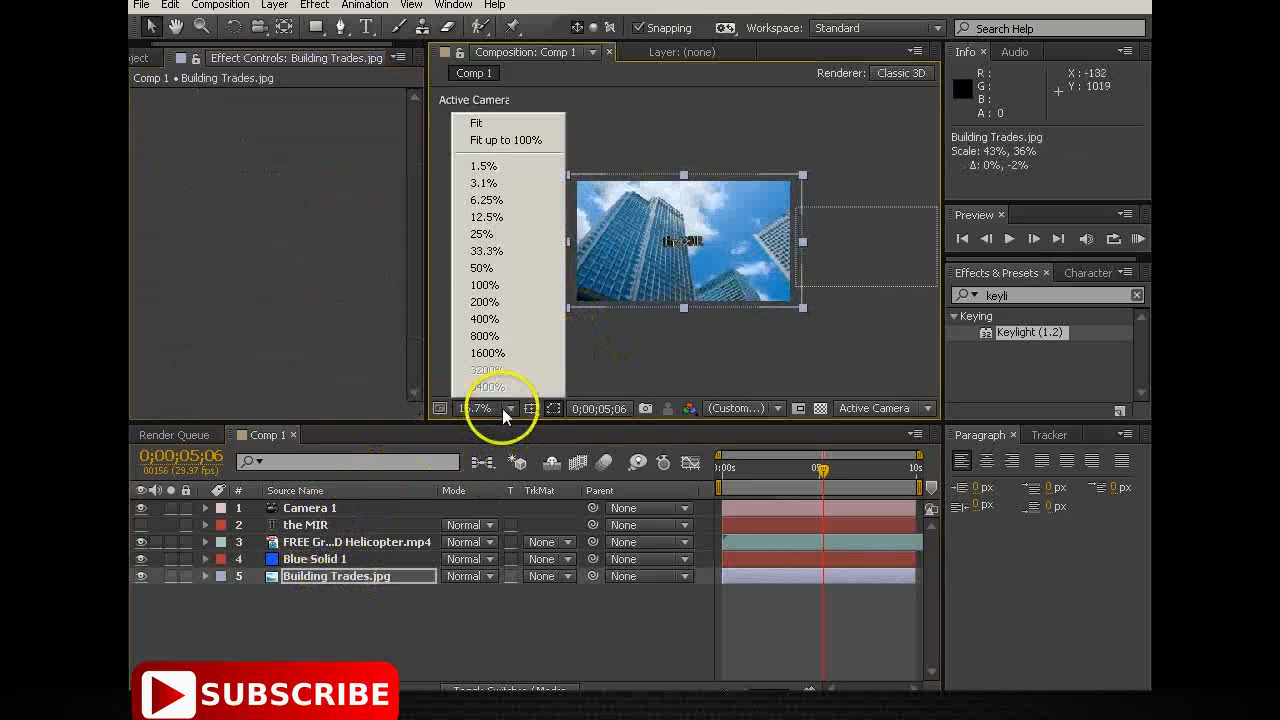 File Edit Composition Layer Effect Animation View Window Help
Snapping Workspace: Standard Search Help
ject Effect Controls: Building Trades.jpg
Comp 1 • Building Trades.jpg
Composition: Comp 1 Layer: (none)
Comp 1 Renderer: Classic 3D
Active Camera
Fit
Fit up to 100%
1.5%
3.1%
6.25%
12.5%
25%
33.3%
50%
100%
200%
400%
800%
1600%
3200%
6400%
0;00;05;06 (Custom...) Active Camera
Info Audio
R :
G :
B :
A : 0
X : -132
Y : 1019
Building Trades.jpg
Scale: 43%, 36%
Δ: 0%, -2%
Preview
Effects & Presets Character
keyli
Keying
32 Keylight (1.2)
Render Queue Comp 1
0;00;05;06
00156 (29.97 fps)
# Source Name Mode T TrkMat Parent
:00s 10s
1 Camera 1 None
2 T the MIR Normal None
3 FREE Gr...D Helicopter.mp4 Normal None None
4 Blue Solid 1 Normal None None
5 Building Trades.jpg Normal None None
Toggle Switches / Modes
Paragraph Tracker
0 px 0 px 0 px
0 px 0 px
SUBSCRIBE